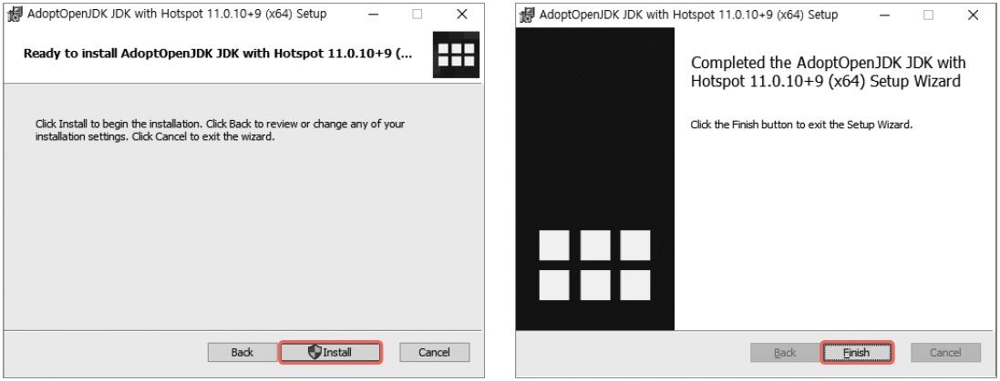 AdoptOpenJDK JDK with Hotspot 11.0.10+9 (x64) Setup
Ready to install AdoptOpenJDK JDK with Hotspot 11.0.10+9 (...
Click Install to begin the installation. Click Back to review or change any of your
installation settings. Click Cancel to exit the wizard.
Back
Install
Cancel
AdoptOpenJDK JDK with Hotspot 11.0.10+9 (x64) Setup
Completed the AdoptOpenJDK JDK with
Hotspot 11.0.10+9 (x64) Setup Wizard
Click the Finish button to exit the Setup Wizard.
Back
Finish
Cancel